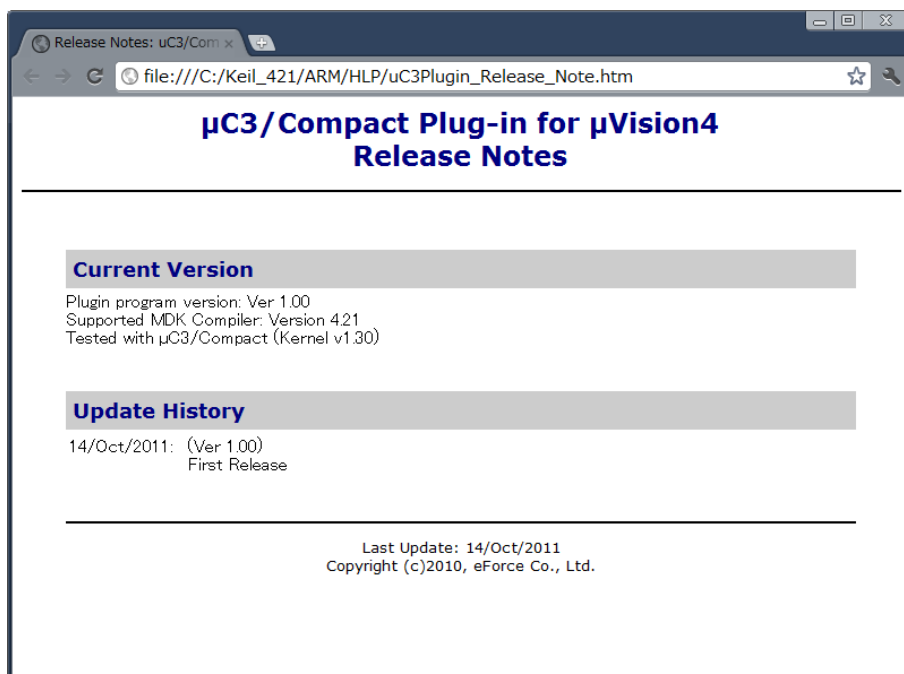 Release Notes: uC3/Com
file:///C:/Keil_421/ARM/HLP/uC3Plugin_Release_Note.htm
µC3/Compact Plug-in for µVision4
Release Notes
Current Version
Plugin program version: Ver 1.00
Supported MDK Compiler: Version 4.21
Tested with µC3/Compact (Kernel v1.30)
Update History
14/Oct/2011: (Ver 1.00)
First Release
Last Update: 14/Oct/2011
Copyright (c)2010, eForce Co., Ltd.